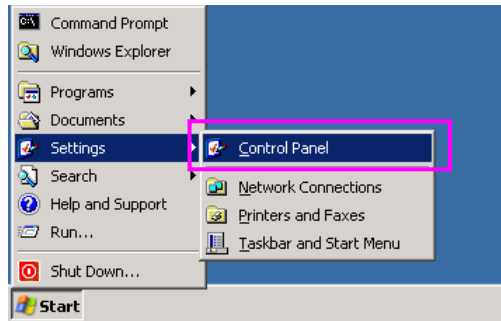 Command Prompt
Windows Explorer
Programs
Documents
Settings
Search
Help and Support
Run...
Shut Down...
Control Panel
Network Connections
Printers and Faxes
Taskbar and Start Menu
Start